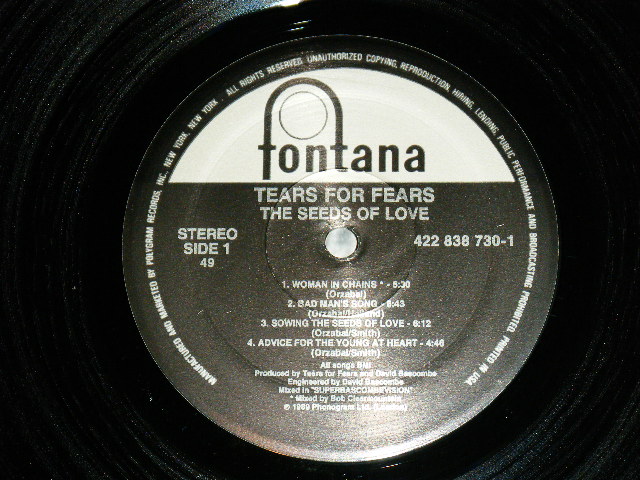 MANUFACTURED AND MARKETED BY POLYGRAM RECORDS, INC., NEW YORK, NEW YORK. ALL RIGHTS RESERVED. UNAUTHORIZED COPYING, REPRODUCTION, HIRING, LENDING, PUBLIC PERFORMANCE AND BROADCASTING PROHIBITED. PRINTED IN USA.
fontana
TEARS FOR FEARS
THE SEEDS OF LOVE
STEREO
SIDE 1
49
422 838 730-1
1. WOMAN IN CHAINS * - 6:30
(Orzabal)
2. BAD MAN'S SONG - 8:43
(Orzabal/Holland)
3. SOWING THE SEEDS OF LOVE - 6:12
(Orzabal/Smith)
4. ADVICE FOR THE YOUNG AT HEART - 4:46
(Orzabal/Smith)
All songs BMI
Produced by Tears for Fears and David Bascombe
Engineered by David Bascombe
Mixed in "SUPERBASCOMBEVISION"
* Mixed by Bob Clearmountain
℗ 1989 Phonogram Ltd. (London)